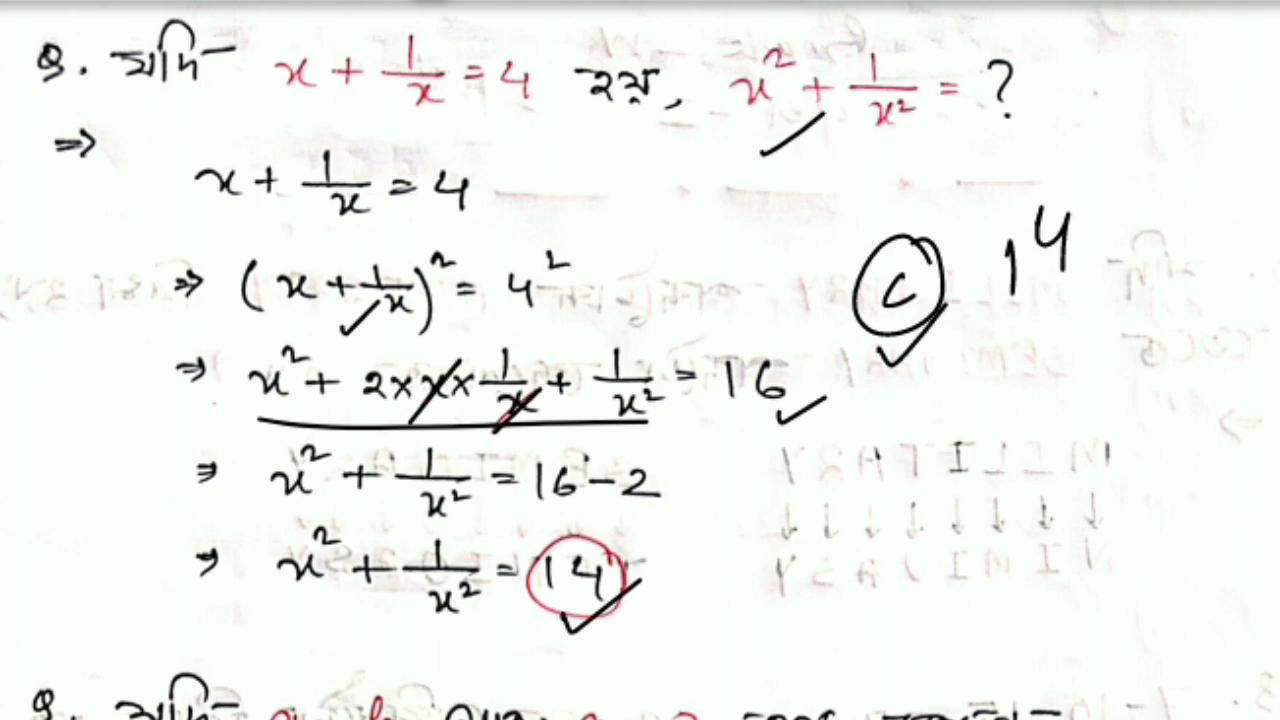 Q. যদি x + 1/x = 4 হয়, x² + 1/x² = ?
⇒
x + 1/x = 4
⇒ (x + 1/x)² = 4²
⇒ x² + 2 × x × 1/x + 1/x² = 16
⇒ x² + 1/x² = 16 - 2
⇒ x² + 1/x² = 14
C 14
Q. যদি